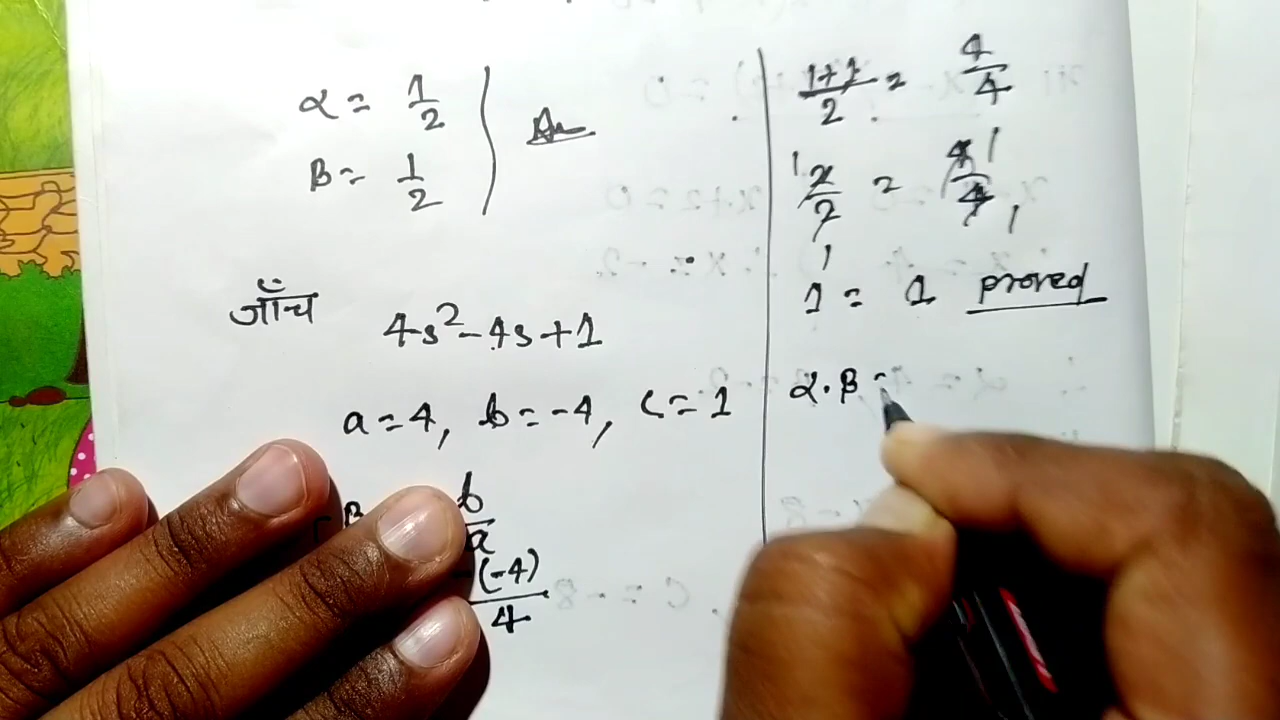 α = 1/2
β = 1/2
Ans
जाँच
4s² - 4s + 1
a = 4, b = -4, c = 1
β b/a
-(-4)/4
1+1/2 = 4/4
2/2 = 4/4
1 = 1 proved
α . β =